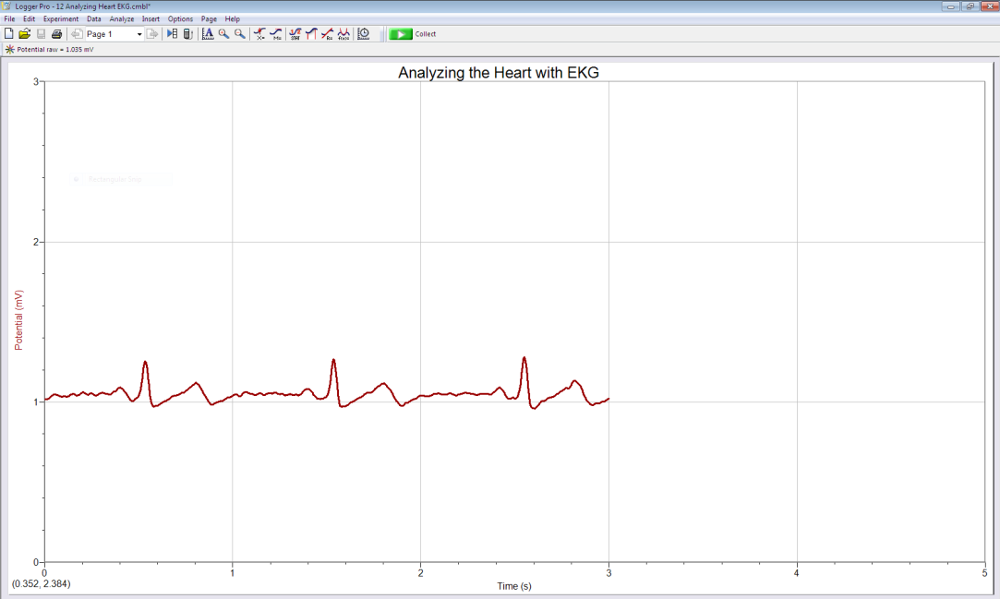 Logger Pro - 12 Analyzing Heart EKG.cmbl*
File Edit Experiment Data Analyze Insert Options Page Help
Page 1
Collect
Potential raw = 1.035 mV
Analyzing the Heart with EKG
Rectangular Snip
3
2
Potential (mV)
1
0
0 1 2 3 4 5
(0.352, 2.384)
Time (s)